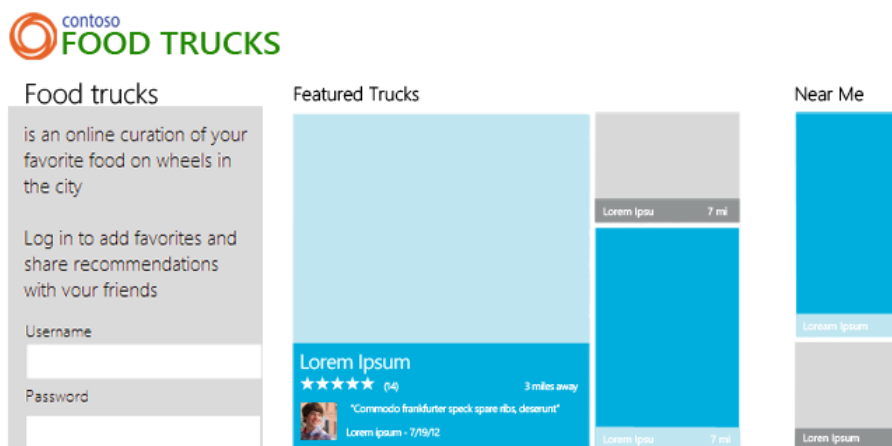 contoso
FOOD TRUCKS
Food trucks
is an online curation of your
favorite food on wheels in
the city
Log in to add favorites and
share recommendations
with your friends
Username
Password
Featured Trucks
Lorem Ipsum
★★★★★ (14)
3 miles away
"Commodo frankfurter speck spare ribs, deserunt"
Lorem ipsum - 7/19/12
Lorem Ipsu 7 mi
Lorem Ipsu 7 mi
Near Me
Loream Ipsum
Loren Ipsum